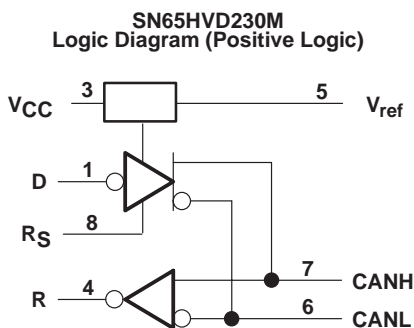 SN65HVD230M
Logic Diagram (Positive Logic)
VCC 3 5 Vref
D 1
RS 8
R 4 7 CANH
6 CANL